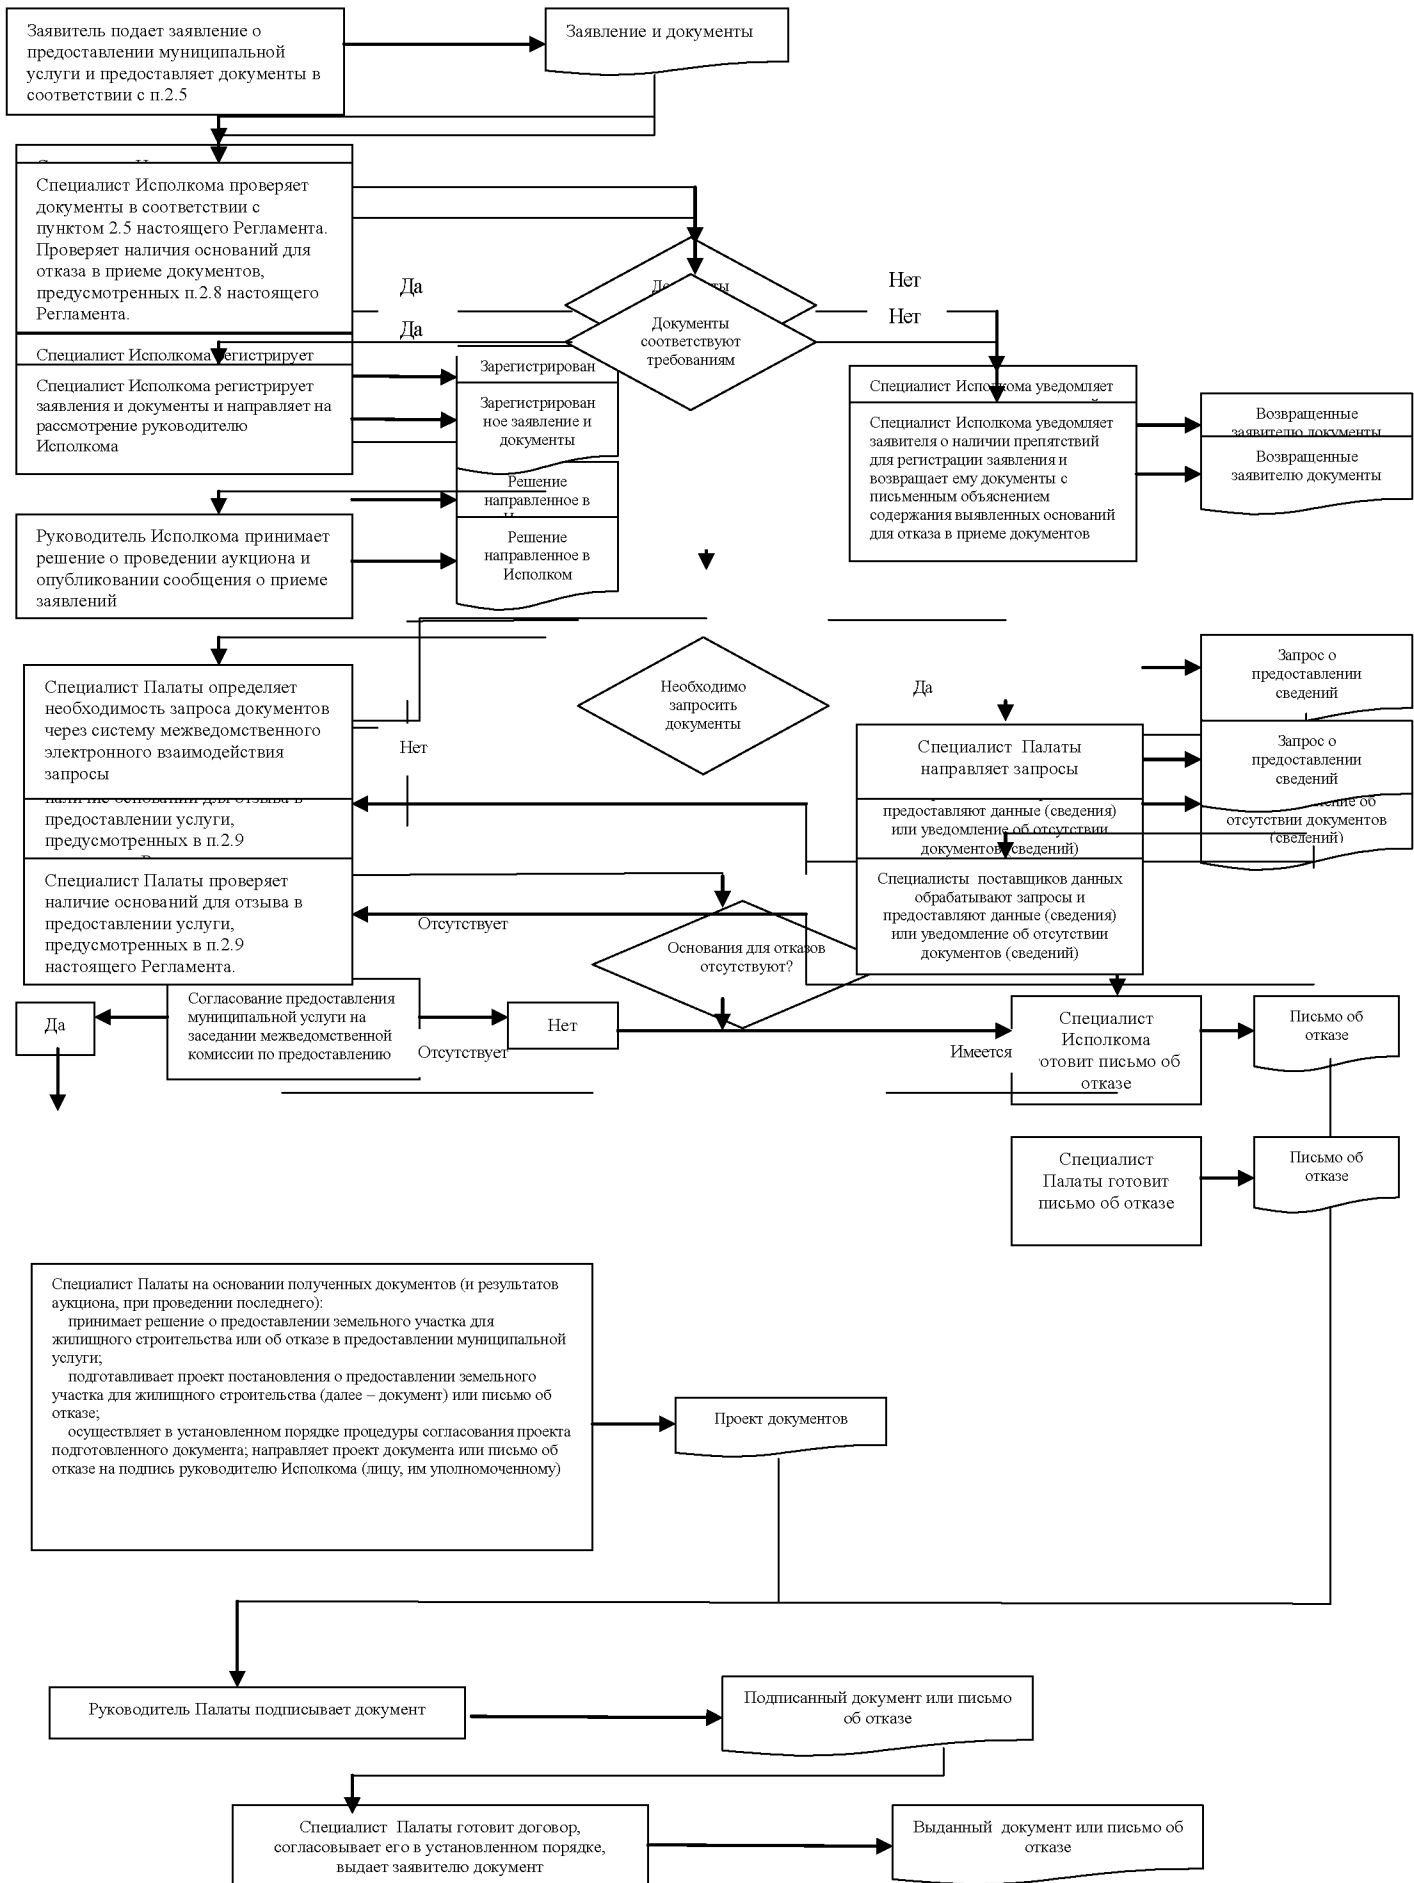 Заявитель подает заявление о
предоставлении муниципальной
услуги и предоставляет документы в
соответствии с п.2.5
Заявление и документы
Специалист Исполкома проверяет
документы в соответствии с
пунктом 2.5 настоящего Регламента.
Проверяет наличия оснований для
отказа в приеме документов,
предусмотренных п.2.8 настоящего
Регламента.
Да
Нет
Да
Нет
Документы
соответствуют
требованиям
Специалист Исполкома регистрирует
Специалист Исполкома регистрирует
заявления и документы и направляет на
рассмотрение руководителю
Исполкома
Зарегистрирован
Зарегистрирован
ное заявление и
документы
Специалист Исполкома уведомляет
Специалист Исполкома уведомляет
заявителя о наличии препятствий
для регистрации заявления и
возвращает ему документы с
письменным объяснением
содержания выявленных оснований
для отказа в приеме документов
Возвращенные
заявителю документы
Возвращенные
заявителю документы
Решение
направленное в
Решение
направленное в
Исполком
Руководитель Исполкома принимает
решение о проведении аукциона и
опубликовании сообщения о приеме
заявлений
Специалист Палаты определяет
необходимость запроса документов
через систему межведомственного
электронного взаимодействия
запросы
Нет
Необходимо
запросить
документы
Да
Специалист  Палаты
направляет запросы
Запрос о
предоставлении
сведений
Запрос о
предоставлении
сведений
наличие оснований для отзыва в
предоставлении услуги,
предусмотренных в п.2.9
предоставляют данные (сведения)
или уведомление об отсутствии
документов (сведений)
об
отсутствии документов
(сведений)
Специалист Палаты проверяет
наличие оснований для отзыва в
предоставлении услуги,
предусмотренных в п.2.9
настоящего Регламента.
Отсутствует
Основания для отказов
отсутствуют?
Специалисты  поставщиков данных
обрабатывают запросы и
предоставляют данные (сведения)
или уведомление об отсутствии
документов (сведений)
Да
Согласование предоставления
муниципальной услуги на
заседании межведомственной
комиссии по предоставлению
Нет
Отсутствует
Имеется
Специалист
Исполкома
готовит письмо об
отказе
Письмо об
отказе
Специалист
Палаты готовит
письмо об отказе
Письмо об
отказе
Специалист Палаты на основании полученных документов (и результатов
аукциона, при проведении последнего):
принимает решение о предоставлении земельного участка для
жилищного строительства или об отказе в предоставлении муниципальной
услуги;
подготавливает проект постановления о предоставлении земельного
участка для жилищного строительства (далее – документ) или письмо об
отказе;
осуществляет в установленном порядке процедуры согласования проекта
подготовленного документа; направляет проект документа или письмо об
отказе на подпись руководителю Исполкома (лицу, им уполномоченному)
Проект документов
Руководитель Палаты подписывает документ
Подписанный документ или письмо
об отказе
Специалист  Палаты готовит договор,
согласовывает его в установленном порядке,
выдает заявителю документ
Выданный  документ или письмо об
отказе